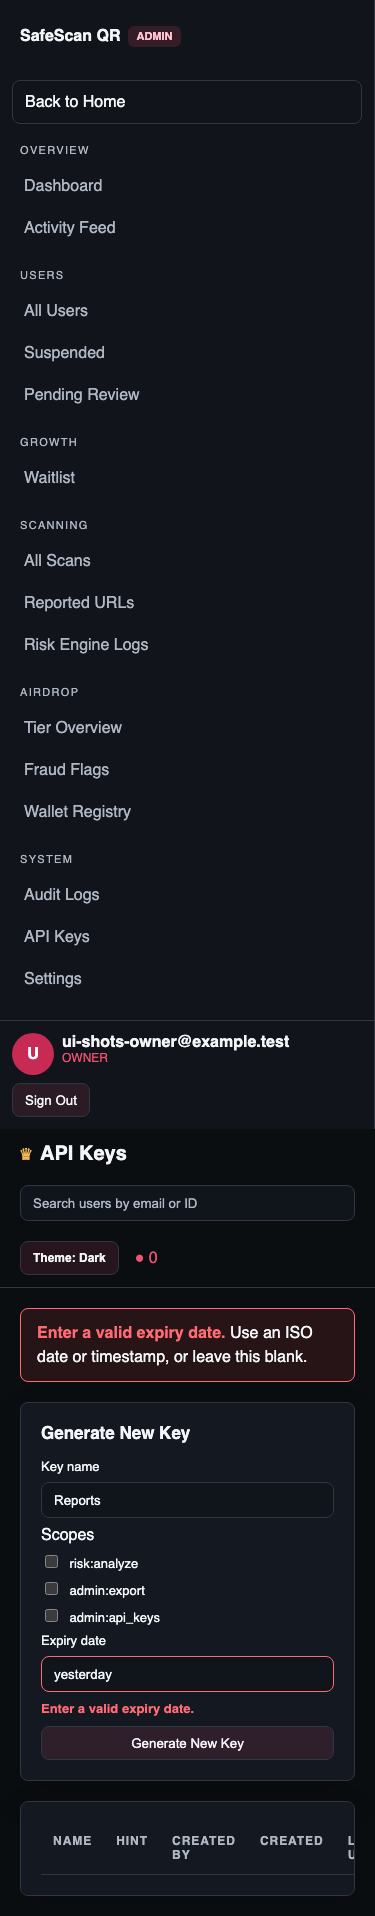 SafeScan QR ADMIN
Back to Home
OVERVIEW
Dashboard
Activity Feed
USERS
All Users
Suspended
Pending Review
GROWTH
Waitlist
SCANNING
All Scans
Reported URLs
Risk Engine Logs
AIRDROP
Tier Overview
Fraud Flags
Wallet Registry
SYSTEM
Audit Logs
API Keys
Settings
U
ui-shots-owner@example.test
OWNER
Sign Out
API Keys
Search users by email or ID
Theme: Dark
0
Enter a valid expiry date. Use an ISO
date or timestamp, or leave this blank.
Generate New Key
Key name
Reports
Scopes
risk:analyze
admin:export
admin:api_keys
Expiry date
yesterday
Enter a valid expiry date.
Generate New Key
NAME HINT CREATED BY CREATED